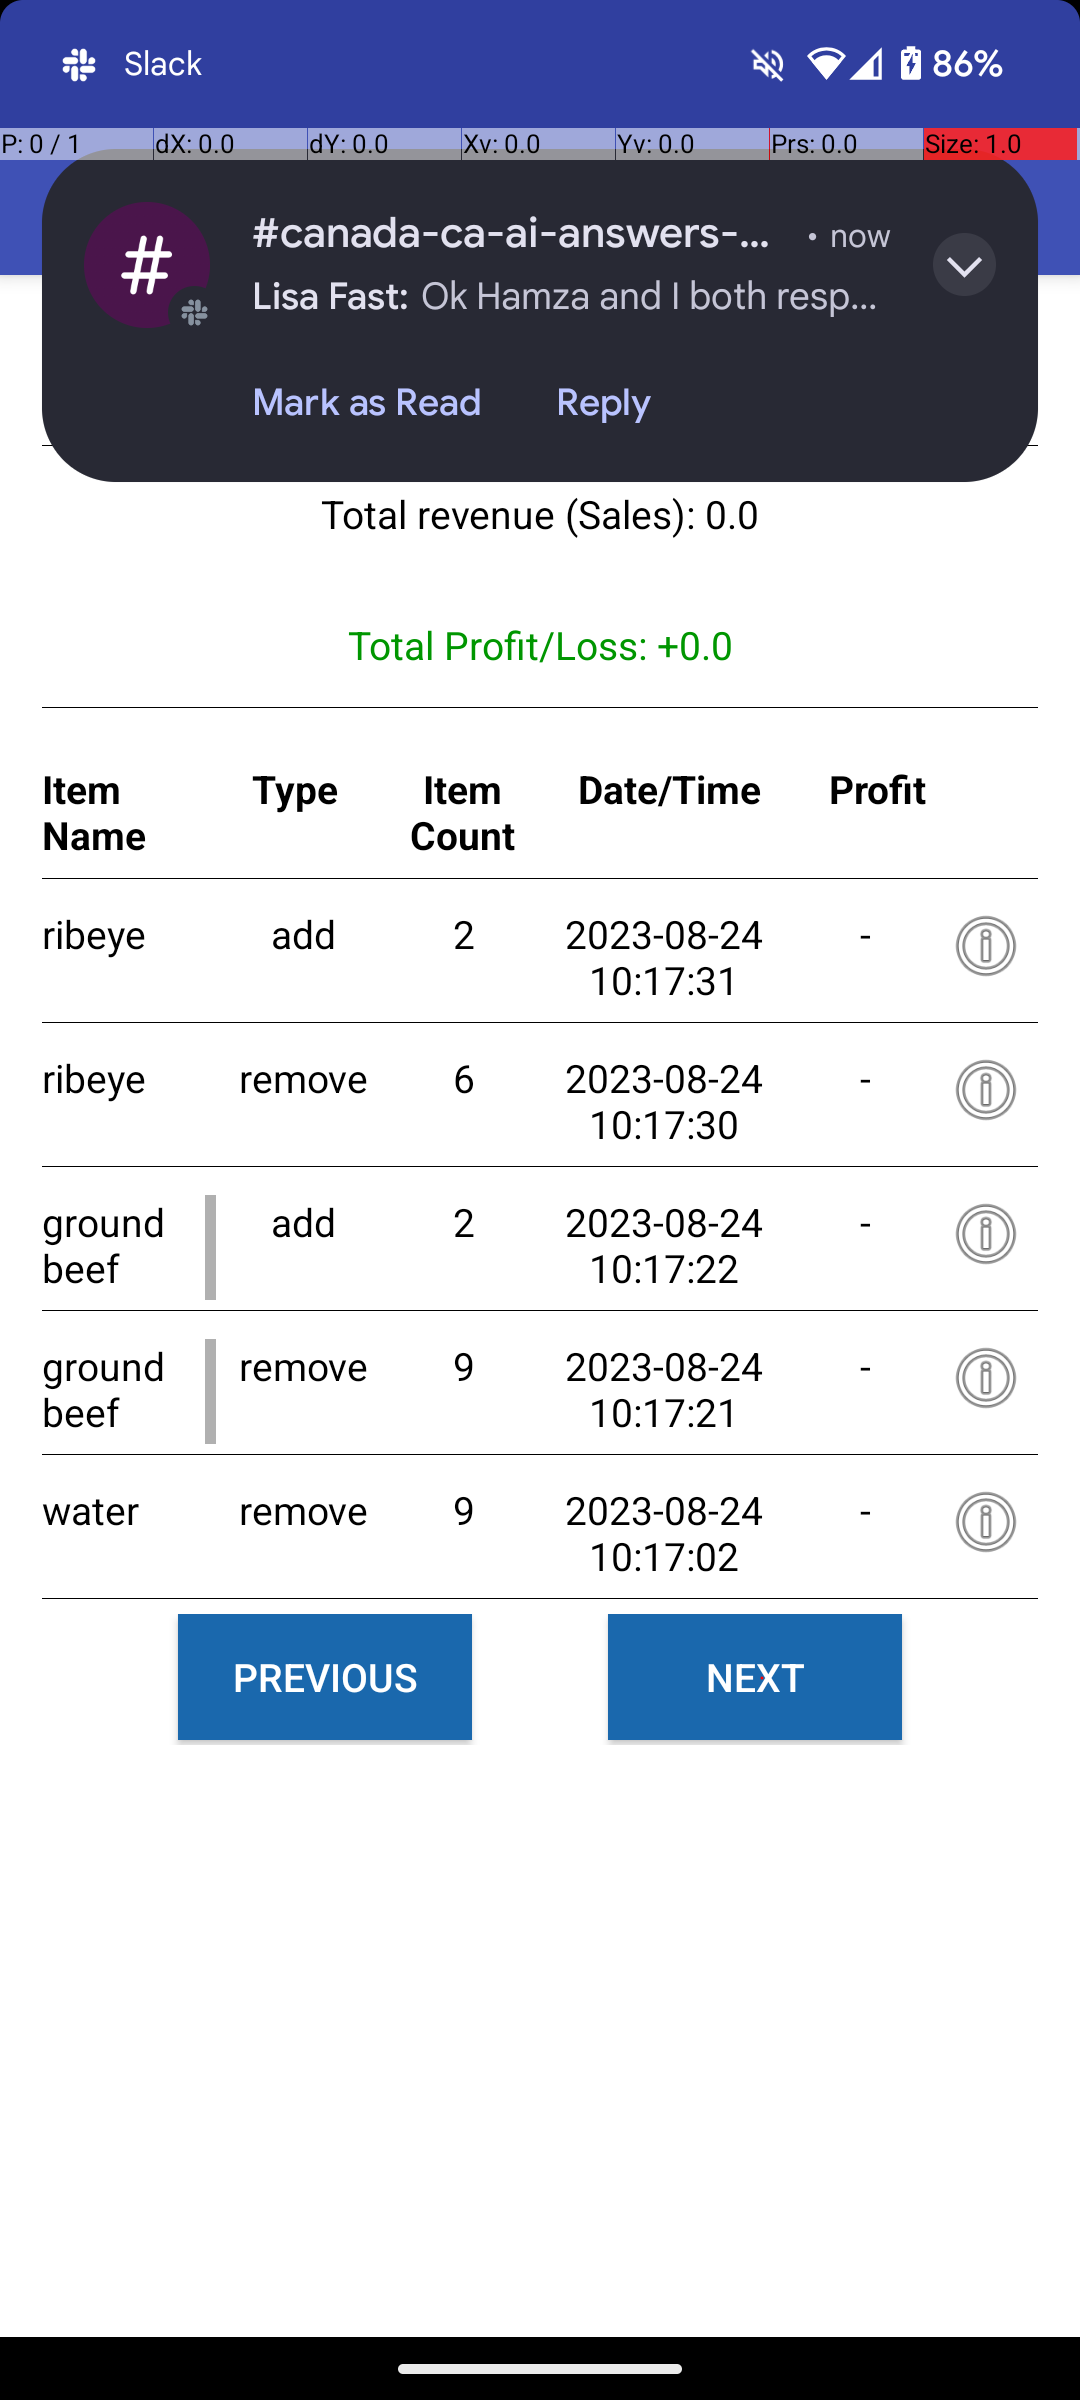 Slack 86%
P: 0 / 1 dX: 0.0 dY: 0.0 Xv: 0.0 Yv: 0.0 Prs: 0.0 Size: 1.0
#canada-ca-ai-answers-... • now
Lisa Fast: Ok Hamza and I both resp...
Mark as Read Reply
Total revenue (Sales): 0.0
Total Profit/Loss: +0.0
Item Name Type Item Count Date/Time Profit
ribeye add 2 2023-08-24 10:17:31 -
ribeye remove 6 2023-08-24 10:17:30 -
ground beef add 2 2023-08-24 10:17:22 -
ground beef remove 9 2023-08-24 10:17:21 -
water remove 9 2023-08-24 10:17:02 -
PREVIOUS NEXT